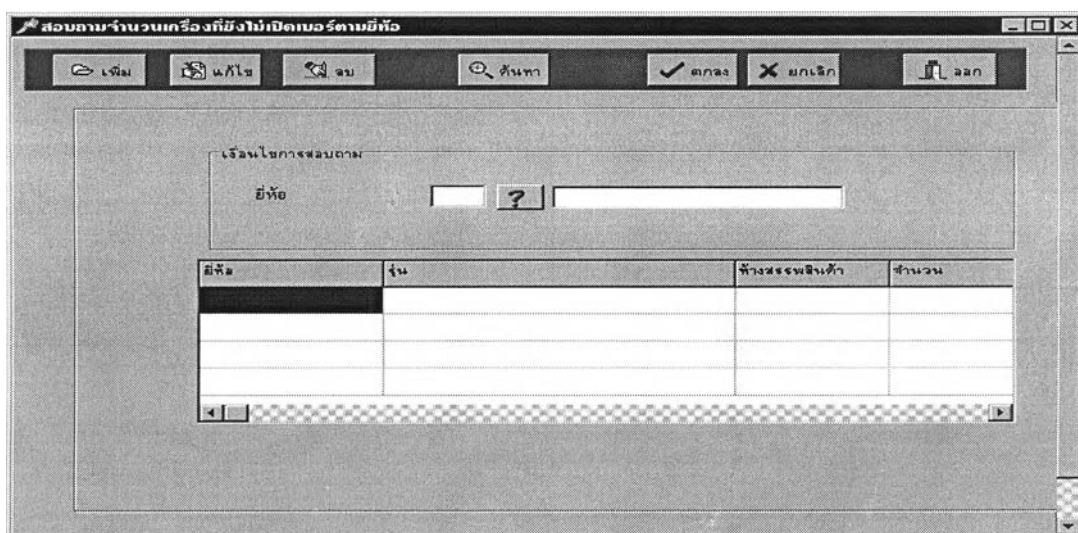 สอบถามจำนวนเครื่องที่ยังไม่เปิดเบอร์ตามยี่ห้อ
เพิ่ม แก้ไข ลบ ค้นหา ตกลง ยกเลิก ออก
เงื่อนไขการสอบถาม
ยี่ห้อ ?
ยี่ห้อ รุ่น ห้างสรรพสินค้า จำนวน